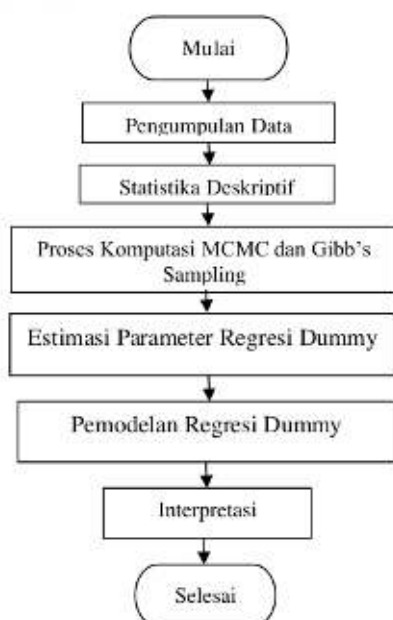 Mulai
Pengumpulan Data
Statistika Deskriptif
Proses Komputasi MCMC dan Gibb's
Sampling
Estimasi Parameter Regresi Dummy
Pemodelan Regresi Dummy
Interpretasi
Selesai